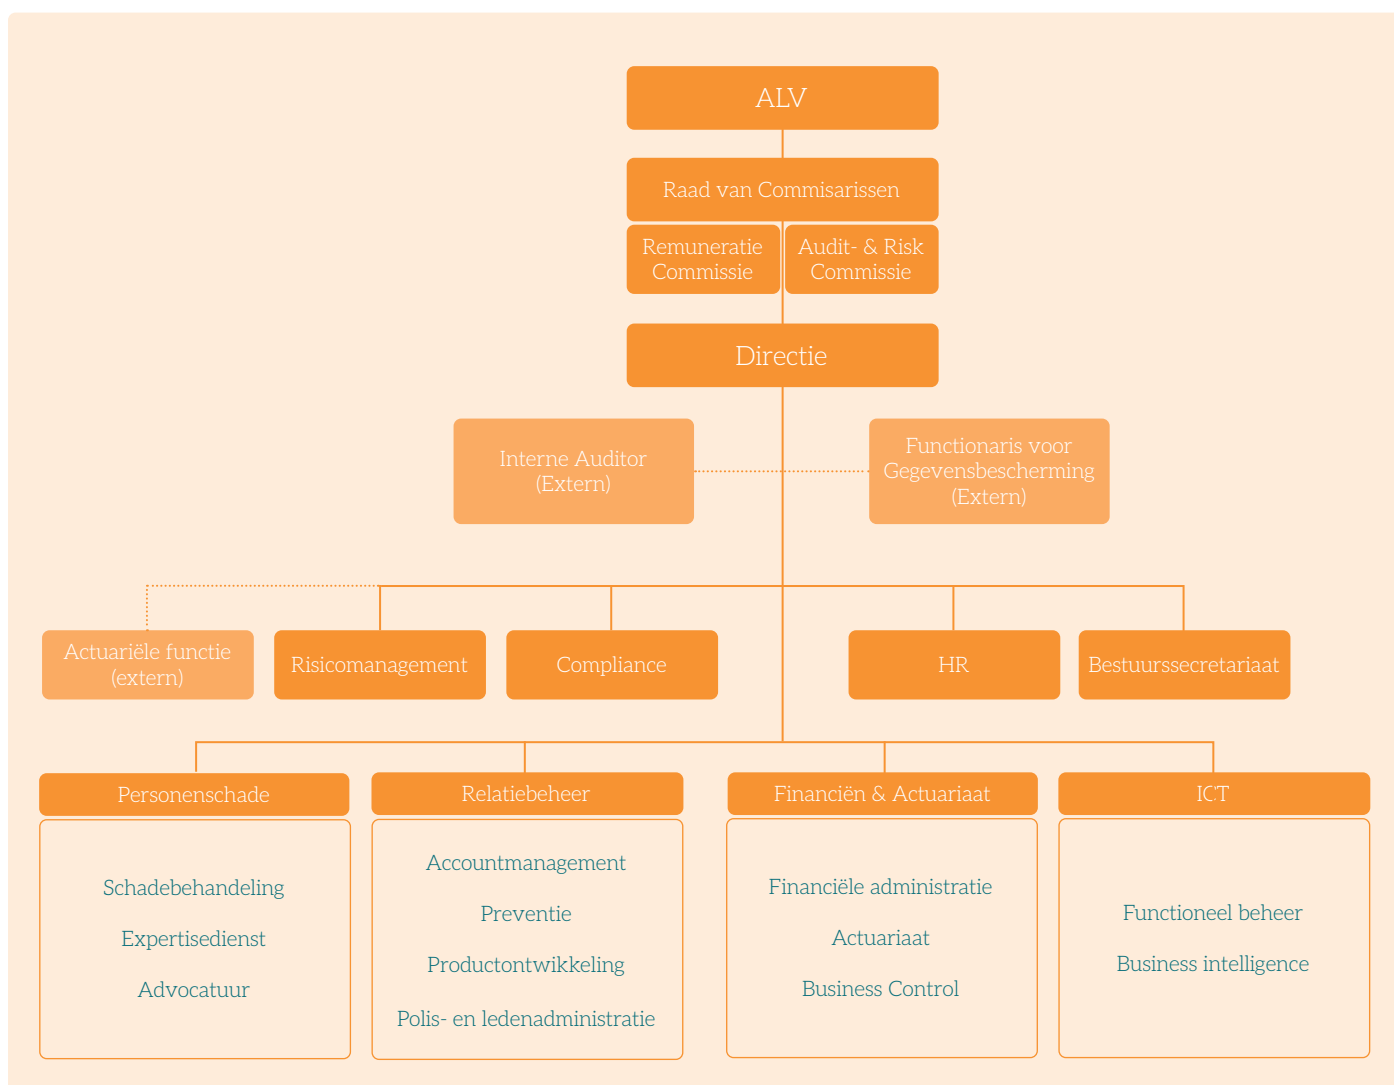 ALV
Raad van Commisarissen
Remuneratie
Commissie
Audit- & Risk
Commissie
Directie
Interne Auditor
(Extern)
Functionaris voor
Gegevensbescherming
(Extern)
Actuariële functie
(extern)
Risicomanagement
Compliance
HR
Bestuurssecretariaat
Personenschade
Schadebehandeling
Expertisedienst
Advocatuur
Relatiebeheer
Accountmanagement
Preventie
Productontwikkeling
Polis- en ledenadministratie
Financiën & Actuariaat
Financiële administratie
Actuariaat
Business Control
ICT
Functioneel beheer
Business intelligence